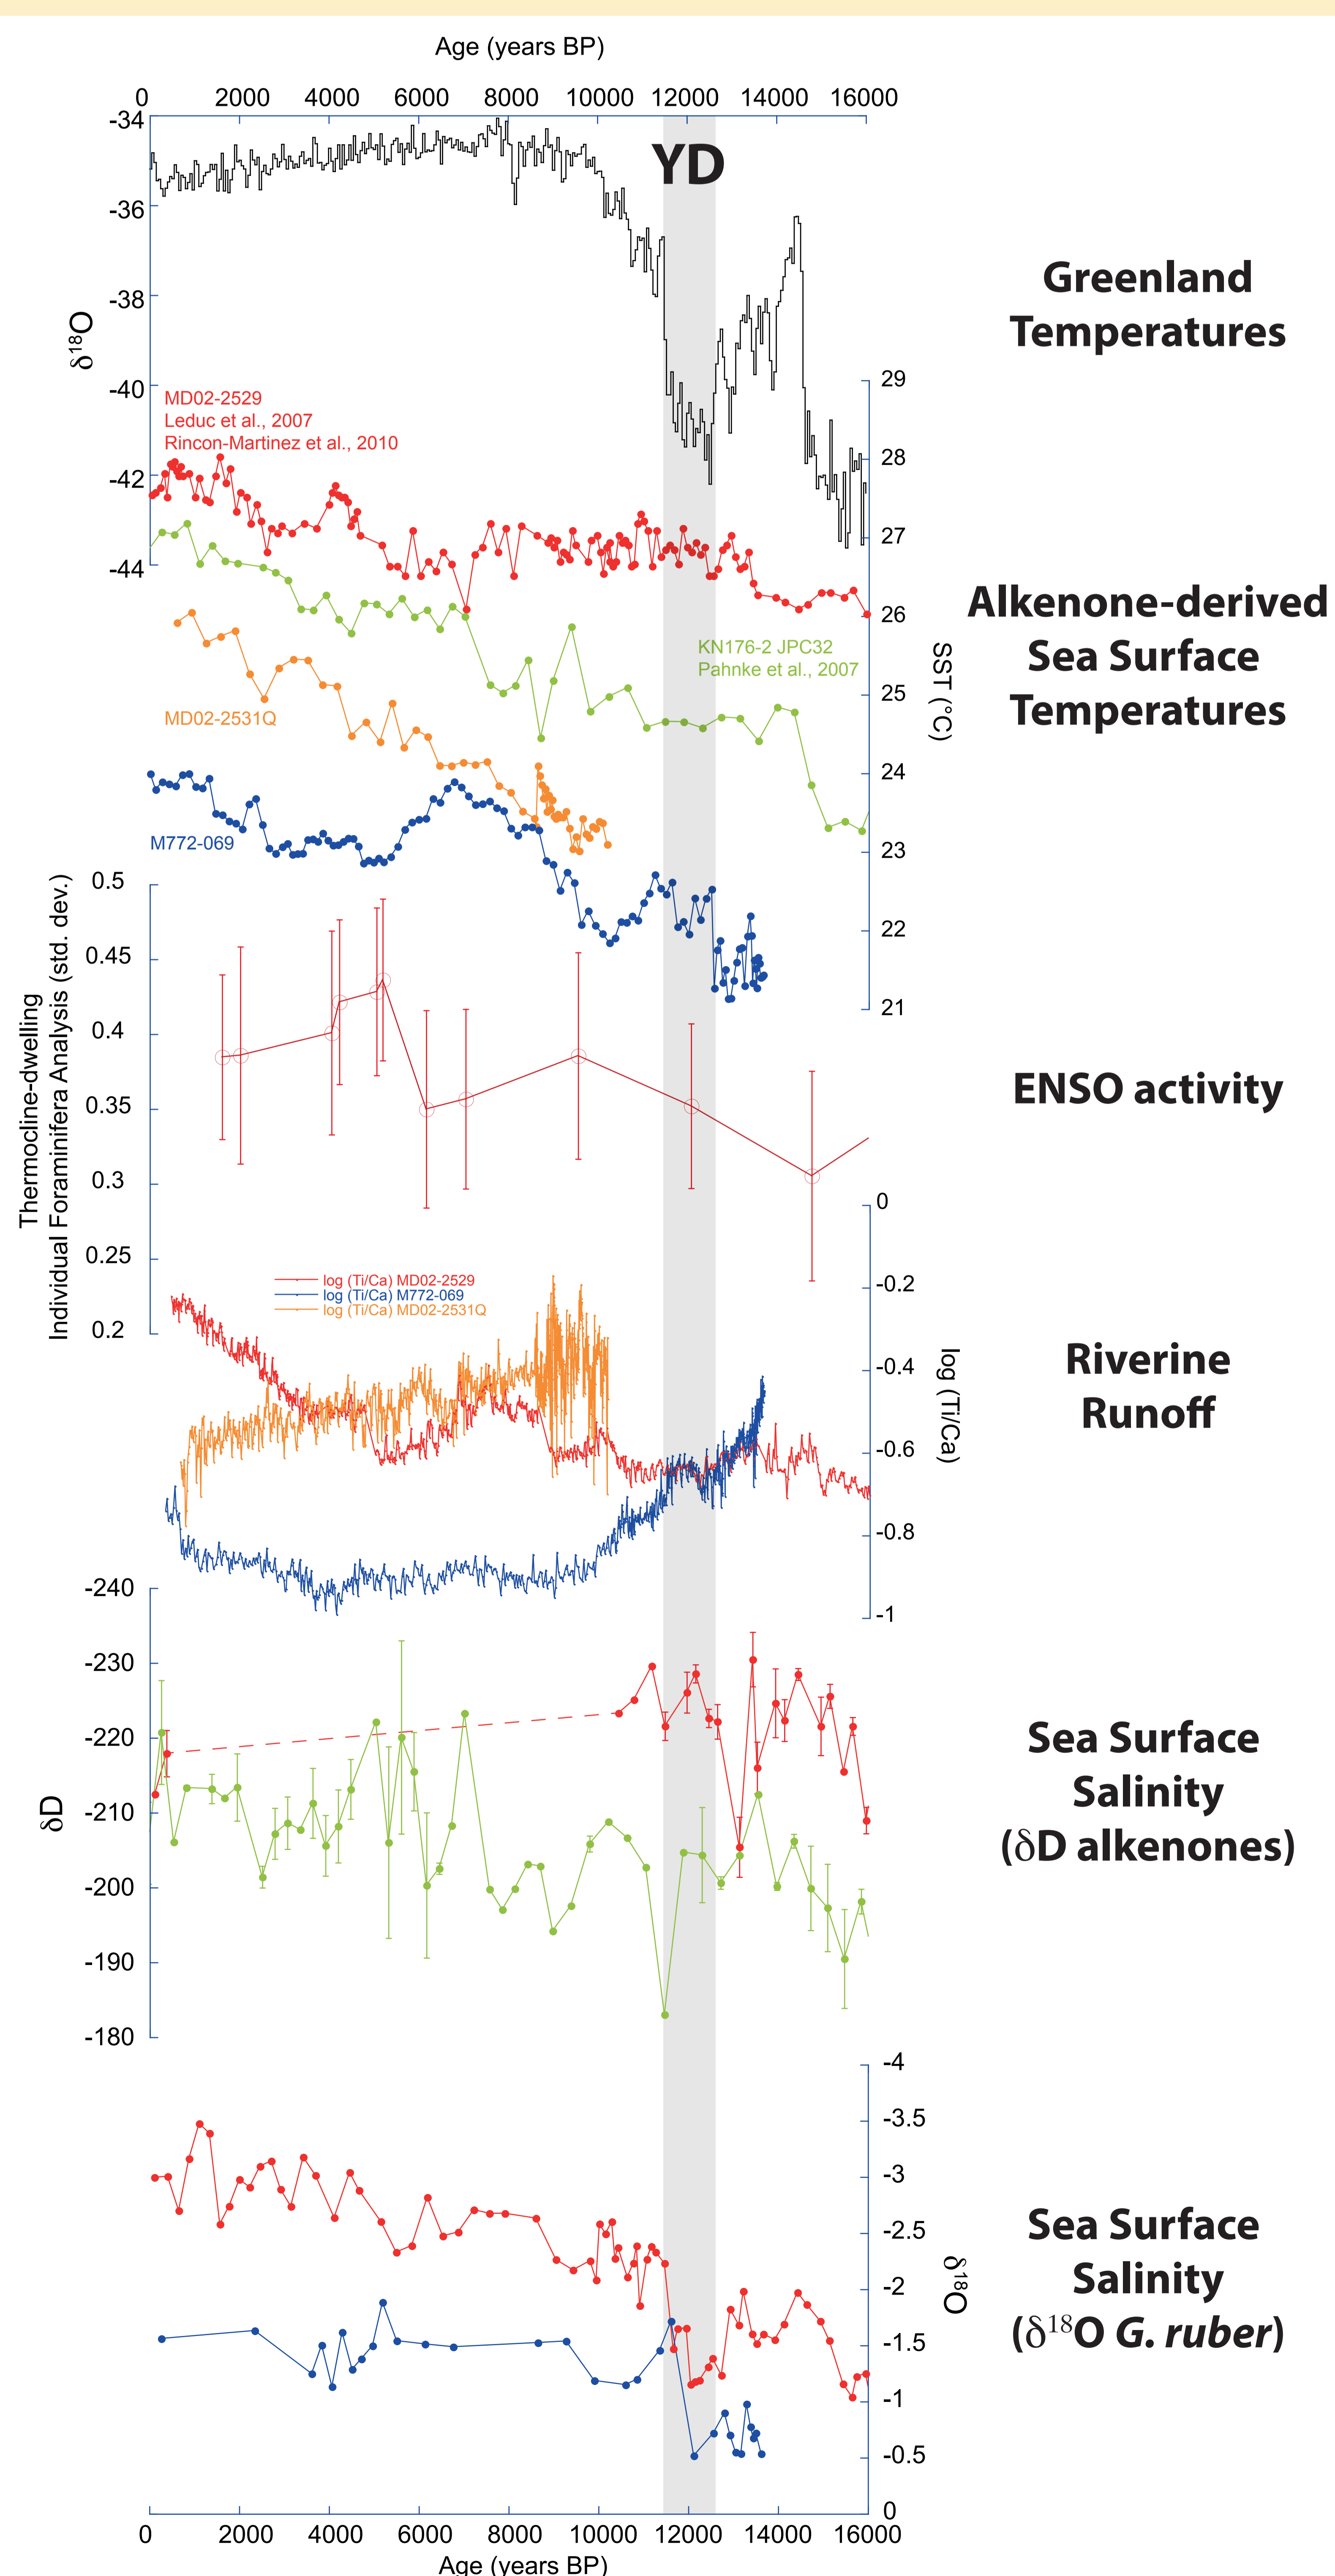 Age (years BP)
0 2000 4000 6000 8000 10000 12000 14000 16000
-34
-36
-38
-40
-42
-44
δ18O
YD
Greenland
Temperatures
MD02-2529
Leduc et al., 2007
Rincon-Martinez et al., 2010
29
28
27
26
25
24
23
22
21
SST (°C)
KN176-2 JPC32
Pahnke et al., 2007
MD02-2531Q
M772-069
Alkenone-derived
Sea Surface
Temperatures
Thermocline-dwelling
Individual Foraminifera Analysis (std. dev.)
0.5
0.45
0.4
0.35
0.3
0.25
0.2
ENSO activity
log (Ti/Ca) MD02-2529
log (Ti/Ca) M772-069
log (Ti/Ca) MD02-2531Q
0
-0.2
-0.4
-0.6
-0.8
-1
log (Ti/Ca)
Riverine
Runoff
-240
-230
-220
-210
-200
-190
-180
δD
Sea Surface
Salinity
(δD alkenones)
-4
-3.5
-3
-2.5
-2
-1.5
-1
-0.5
0
δ18O
Sea Surface
Salinity
(δ18O G. ruber)
0 2000 4000 6000 8000 10000 12000 14000 16000
Age (years BP)